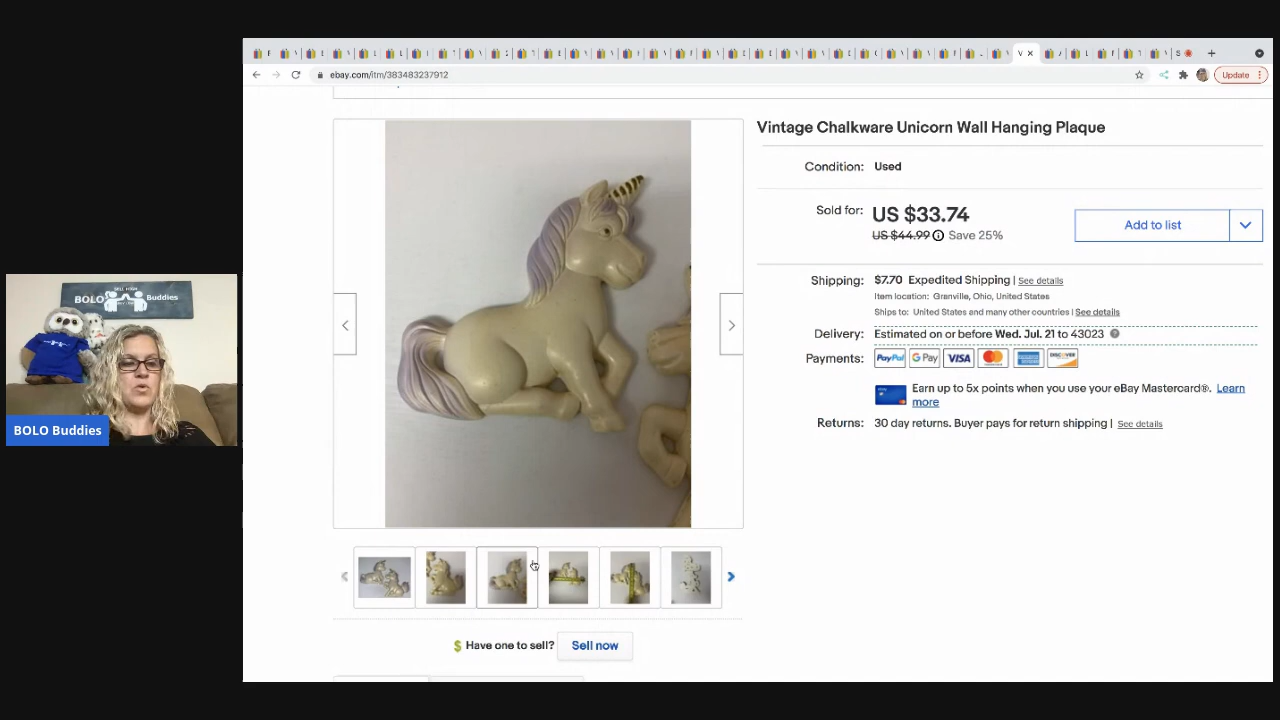 ebay.com/itm/383483237912
Update
Vintage Chalkware Unicorn Wall Hanging Plaque
Condition: Used
Sold for: US $33.74
US $44.99 Save 25%
Add to list
Shipping: $7.70 Expedited Shipping | See details
Item location: Granville, Ohio, United States
Ships to: United States and many other countries | See details
Delivery: Estimated on or before Wed. Jul. 21 to 43023
Payments: PayPal G Pay VISA
DISCOVER
Earn up to 5x points when you use your eBay Mastercard®. Learn
more
Returns: 30 day returns. Buyer pays for return shipping | See details
$ Have one to sell? Sell now
BOLO Buddies
BOLO Buddies